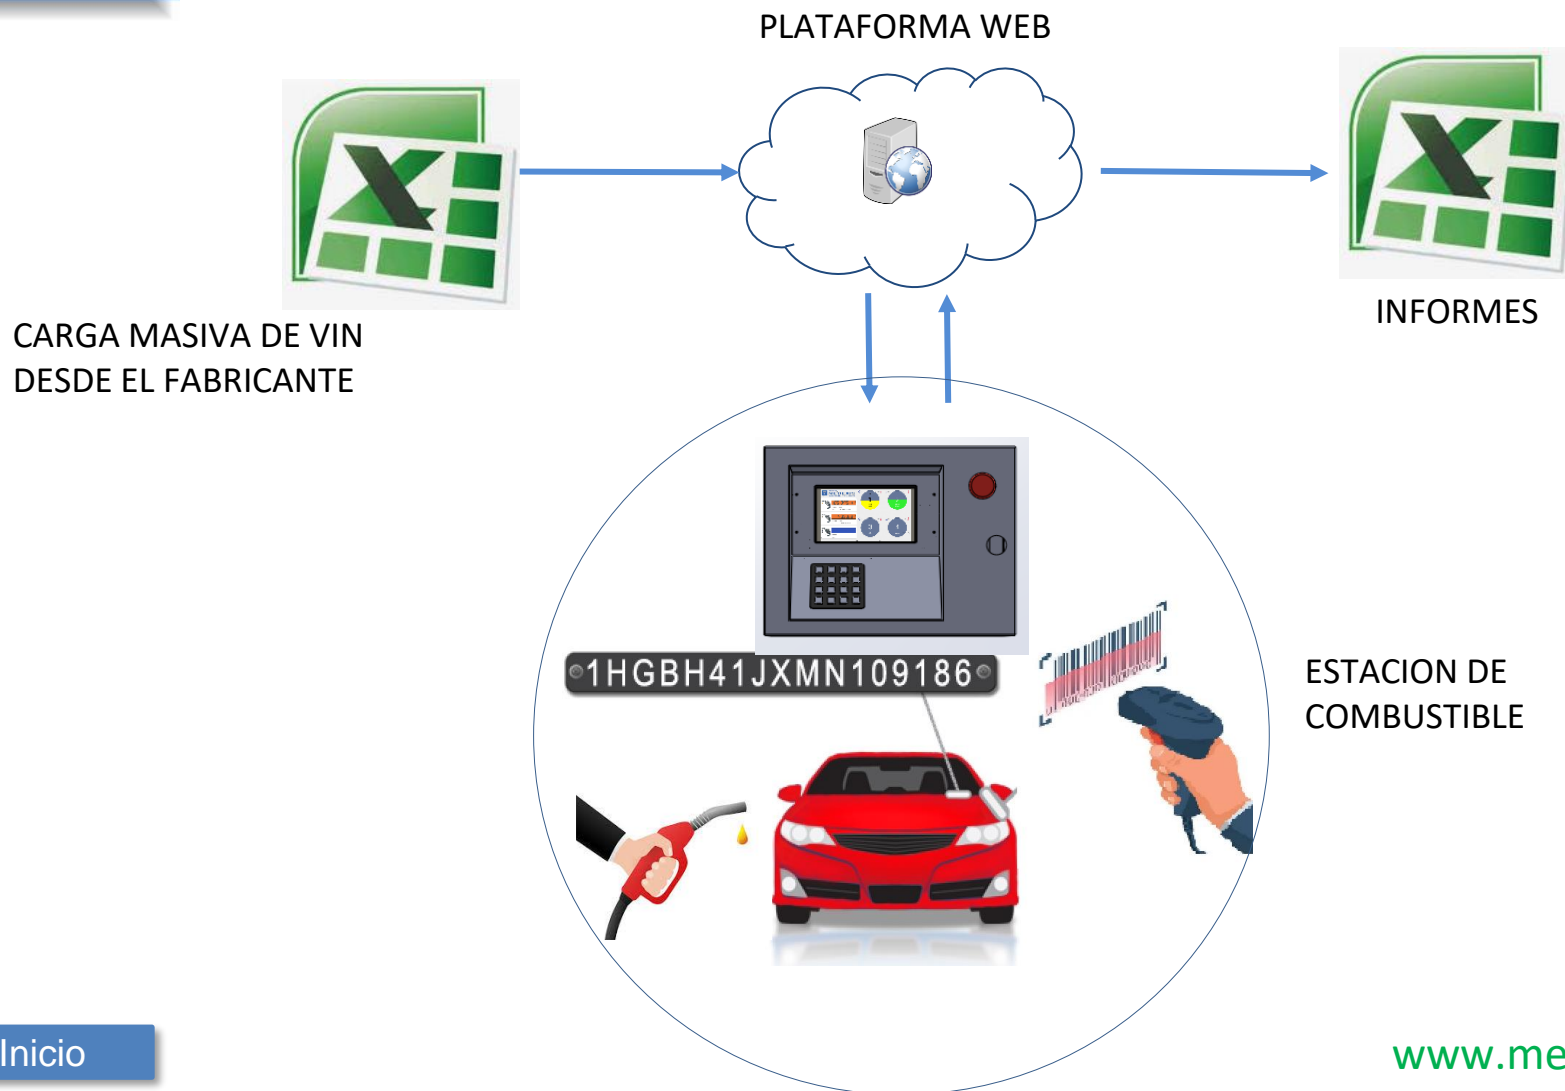 PLATAFORMA WEB
CARGA MASIVA DE VIN
DESDE EL FABRICANTE
INFORMES
1HGBH41JXMN109186
ESTACION DE
COMBUSTIBLE
Inicio
www.me